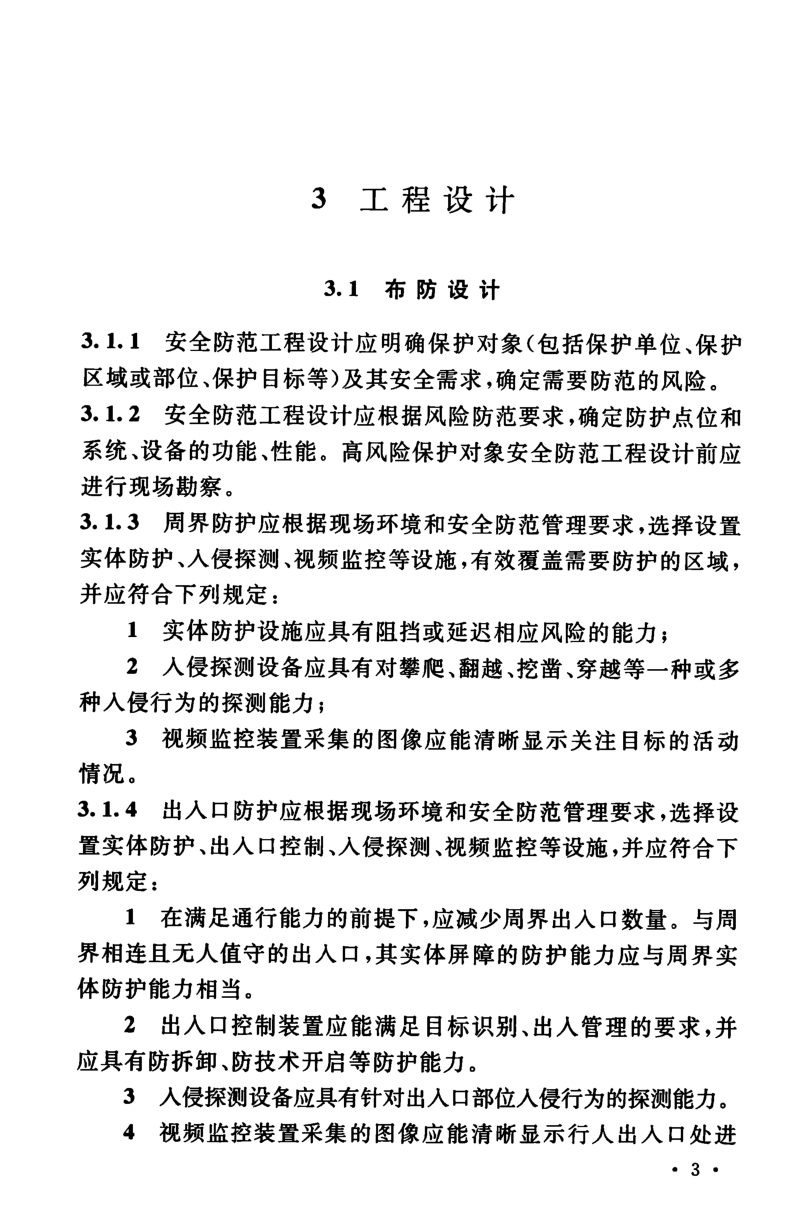 3 工程设计
3.1 布防设计
3.1.1 安全防范工程设计应明确保护对象(包括保护单位、保护
区域或部位、保护目标等)及其安全需求,确定需要防范的风险。
3.1.2 安全防范工程设计应根据风险防范要求,确定防护点位和
系统、设备的功能、性能。高风险保护对象安全防范工程设计前应
进行现场勘察。
3.1.3 周界防护应根据现场环境和安全防范管理要求,选择设置
实体防护、入侵探测、视频监控等设施,有效覆盖需要防护的区域,
并应符合下列规定:
1 实体防护设施应具有阻挡或延迟相应风险的能力;
2 入侵探测设备应具有对攀爬、翻越、挖凿、穿越等一种或多
种入侵行为的探测能力;
3 视频监控装置采集的图像应能清晰显示关注目标的活动
情况。
3.1.4 出入口防护应根据现场环境和安全防范管理要求,选择设
置实体防护、出入口控制、入侵探测、视频监控等设施,并应符合下
列规定:
1 在满足通行能力的前提下,应减少周界出入口数量。与周
界相连且无人值守的出入口,其实体屏障的防护能力应与周界实
体防护能力相当。
2 出入口控制装置应能满足目标识别、出入管理的要求,并
应具有防拆卸、防技术开启等防护能力。
3 入侵探测设备应具有针对出入口部位入侵行为的探测能力。
4 视频监控装置采集的图像应能清晰显示行人出入口处进
· 3 ·